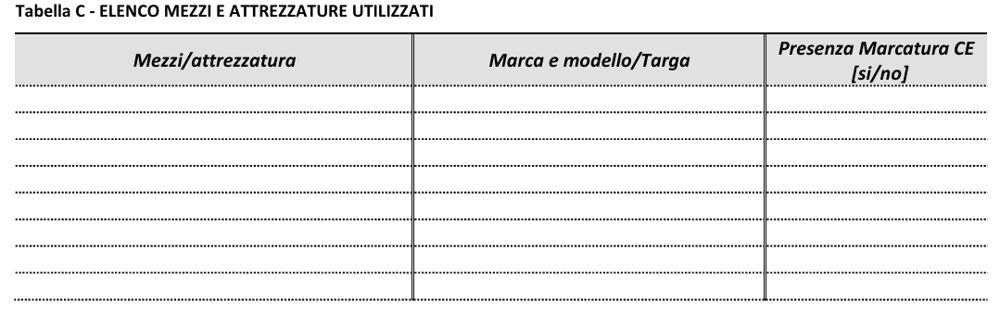 Tabella C - ELENCO MEZZI E ATTREZZATURE UTILIZZATI
Mezzi/attrezzatura
Marca e modello/Targa
Presenza Marcatura CE
[si/no]